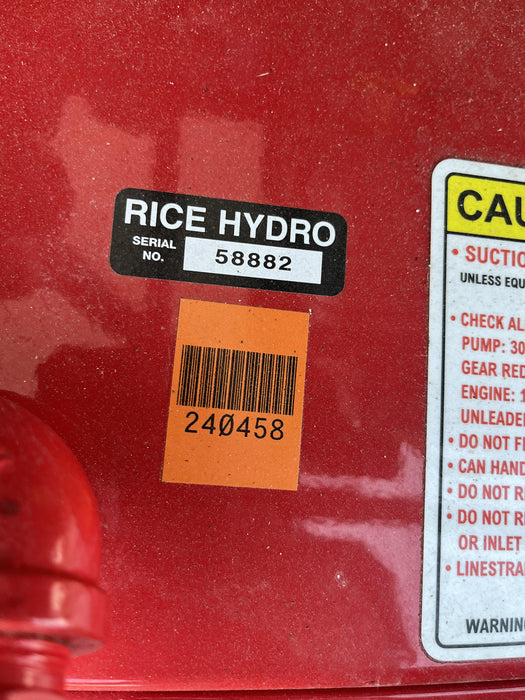 RICE HYDRO
SERIAL NO. 58882
240458
CAU
• SUCTIO
UNLESS EQU
• CHECK AL
PUMP: 30
GEAR RED
ENGINE: 1
UNLEADE
• DO NOT F
• CAN HAND
• DO NOT R
• DO NOT R
OR INLET
• LINESTRA
WARNING